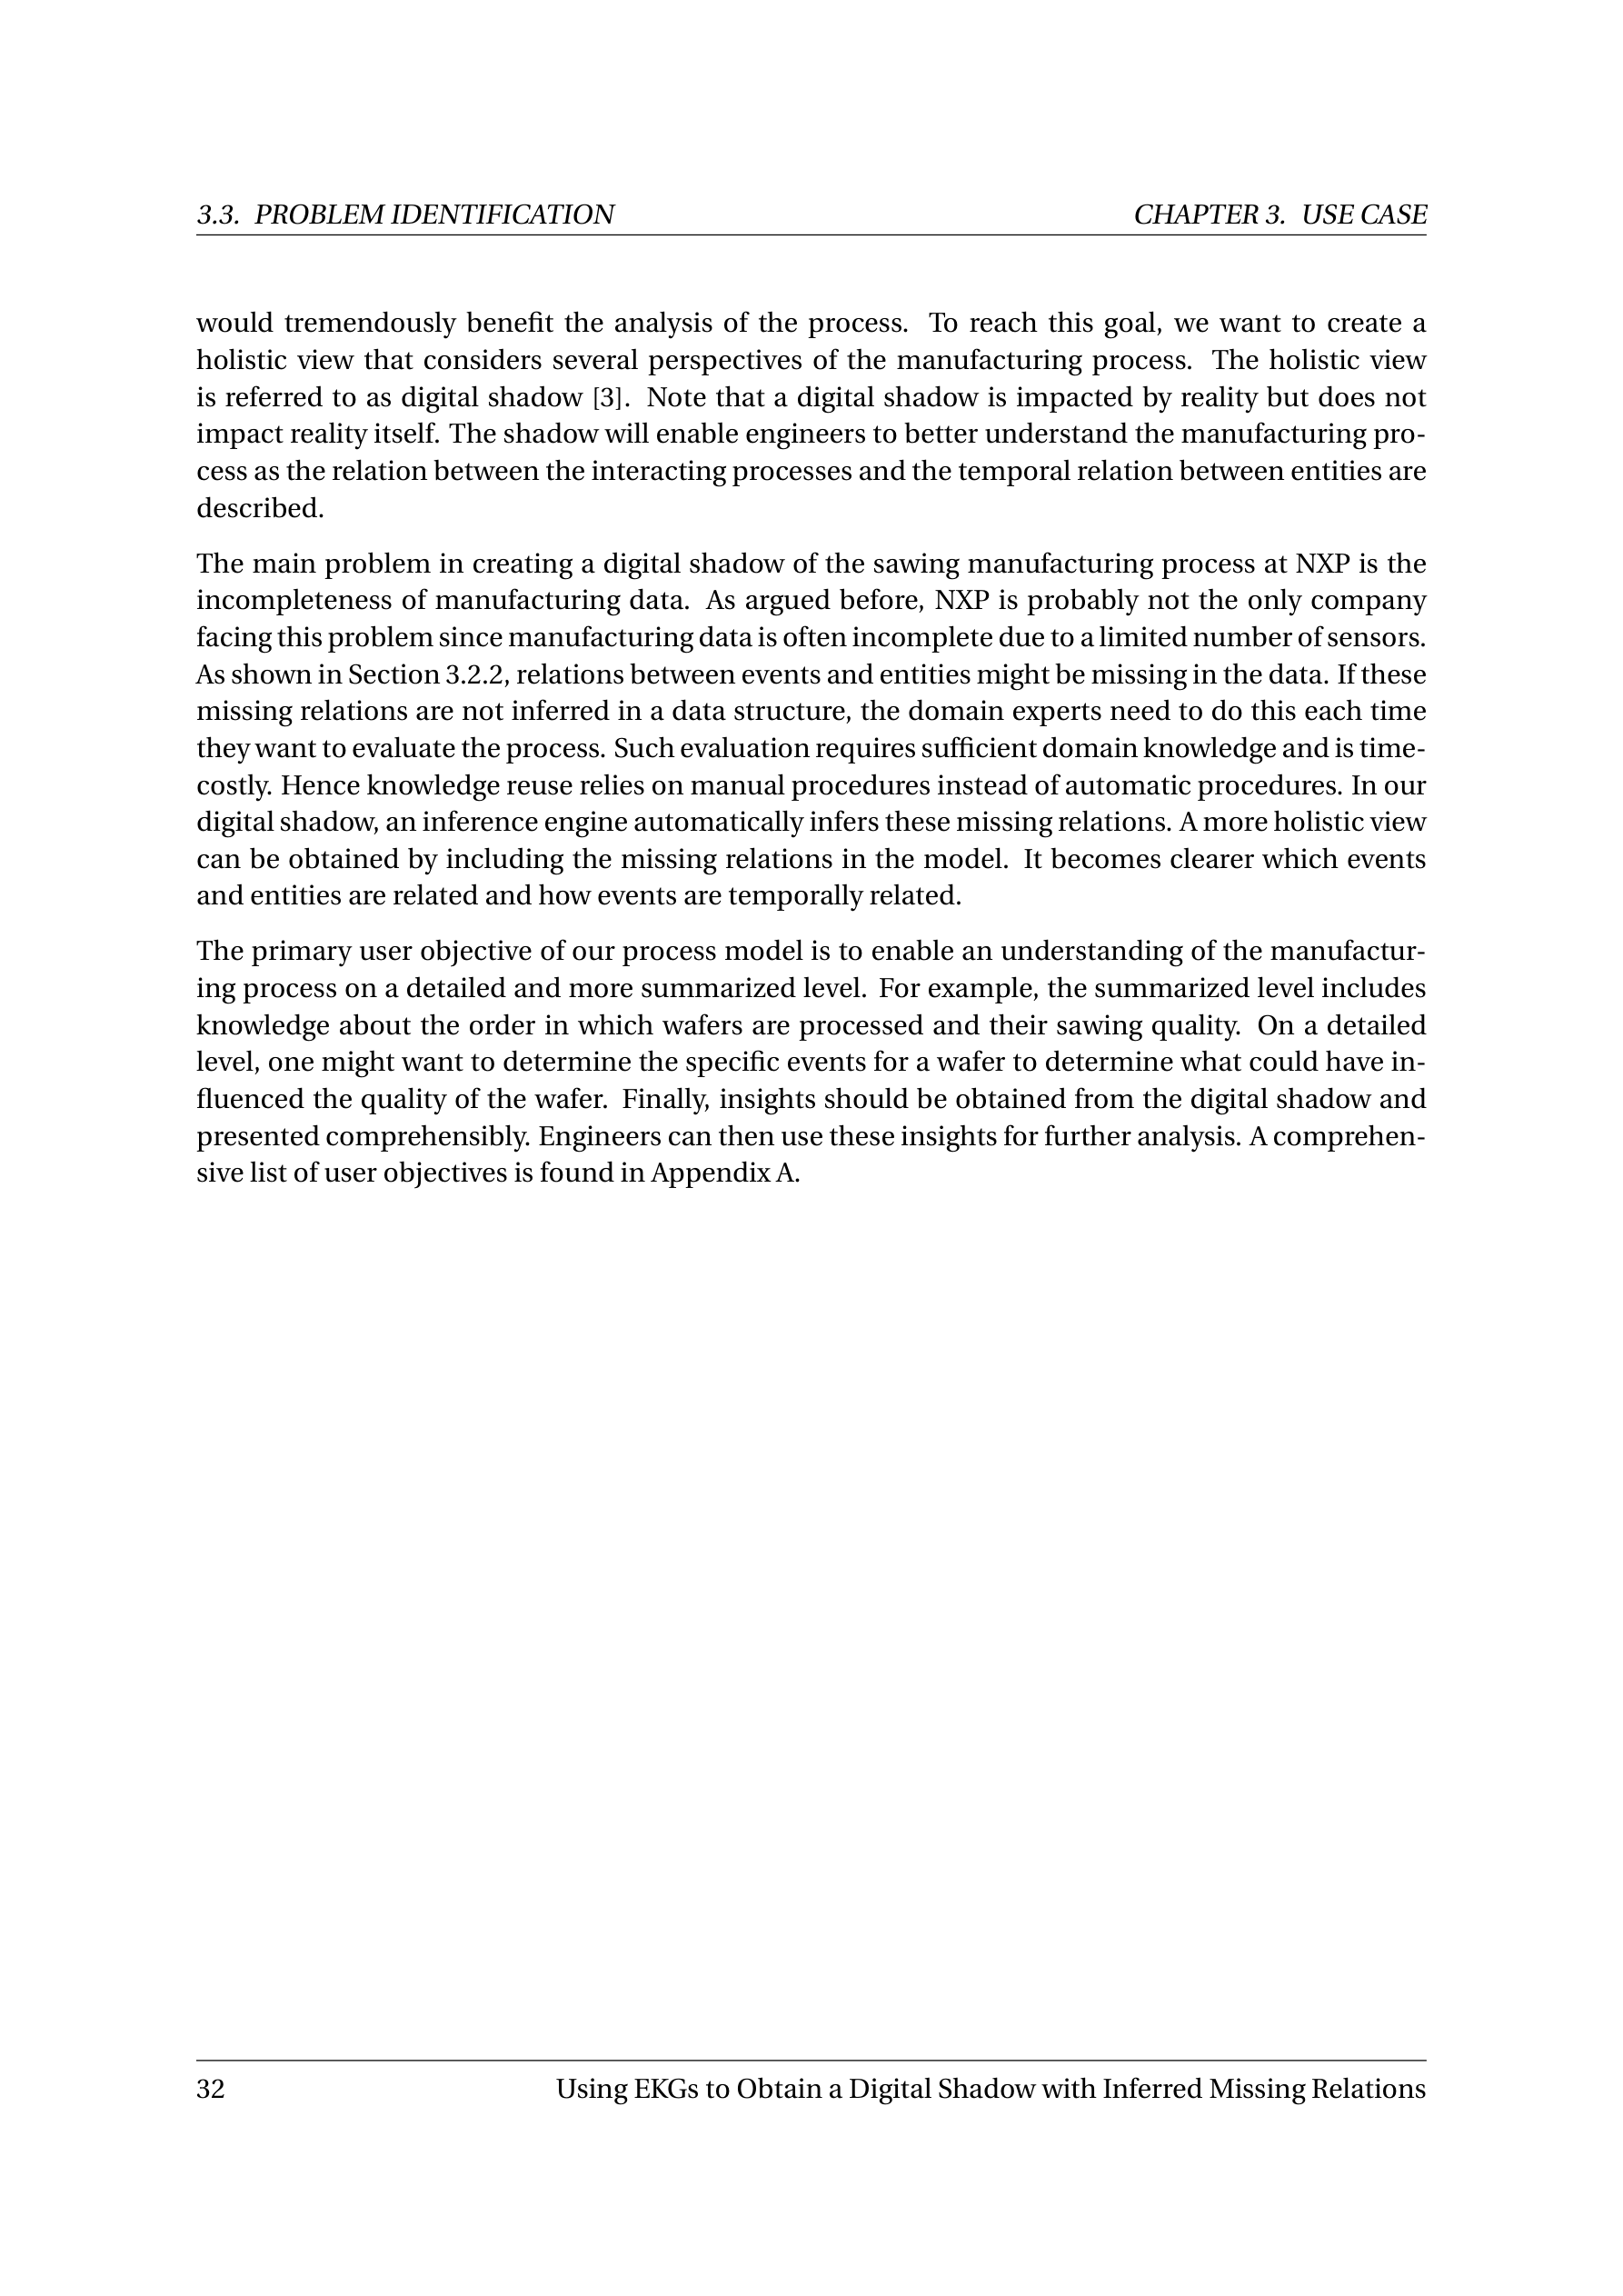 3.3. PROBLEM IDENTIFICATION CHAPTER 3. USE CASE
would tremendously benefit the analysis of the process. To reach this goal, we want to create a
holistic view that considers several perspectives of the manufacturing process. The holistic view
is referred to as digital shadow [3]. Note that a digital shadow is impacted by reality but does not
impact reality itself. The shadow will enable engineers to better understand the manufacturing pro-
cess as the relation between the interacting processes and the temporal relation between entities are
described.
The main problem in creating a digital shadow of the sawing manufacturing process at NXP is the
incompleteness of manufacturing data. As argued before, NXP is probably not the only company
facing this problem since manufacturing data is often incomplete due to a limited number of sensors.
As shown in Section 3.2.2, relations between events and entities might be missing in the data. If these
missing relations are not inferred in a data structure, the domain experts need to do this each time
they want to evaluate the process. Such evaluation requires sufficient domain knowledge and is time-
costly. Hence knowledge reuse relies on manual procedures instead of automatic procedures. In our
digital shadow, an inference engine automatically infers these missing relations. A more holistic view
can be obtained by including the missing relations in the model. It becomes clearer which events
and entities are related and how events are temporally related.
The primary user objective of our process model is to enable an understanding of the manufactur-
ing process on a detailed and more summarized level. For example, the summarized level includes
knowledge about the order in which wafers are processed and their sawing quality. On a detailed
level, one might want to determine the specific events for a wafer to determine what could have in-
fluenced the quality of the wafer. Finally, insights should be obtained from the digital shadow and
presented comprehensibly. Engineers can then use these insights for further analysis. A comprehen-
sive list of user objectives is found in Appendix A.
32 Using EKGs to Obtain a Digital Shadow with Inferred Missing Relations